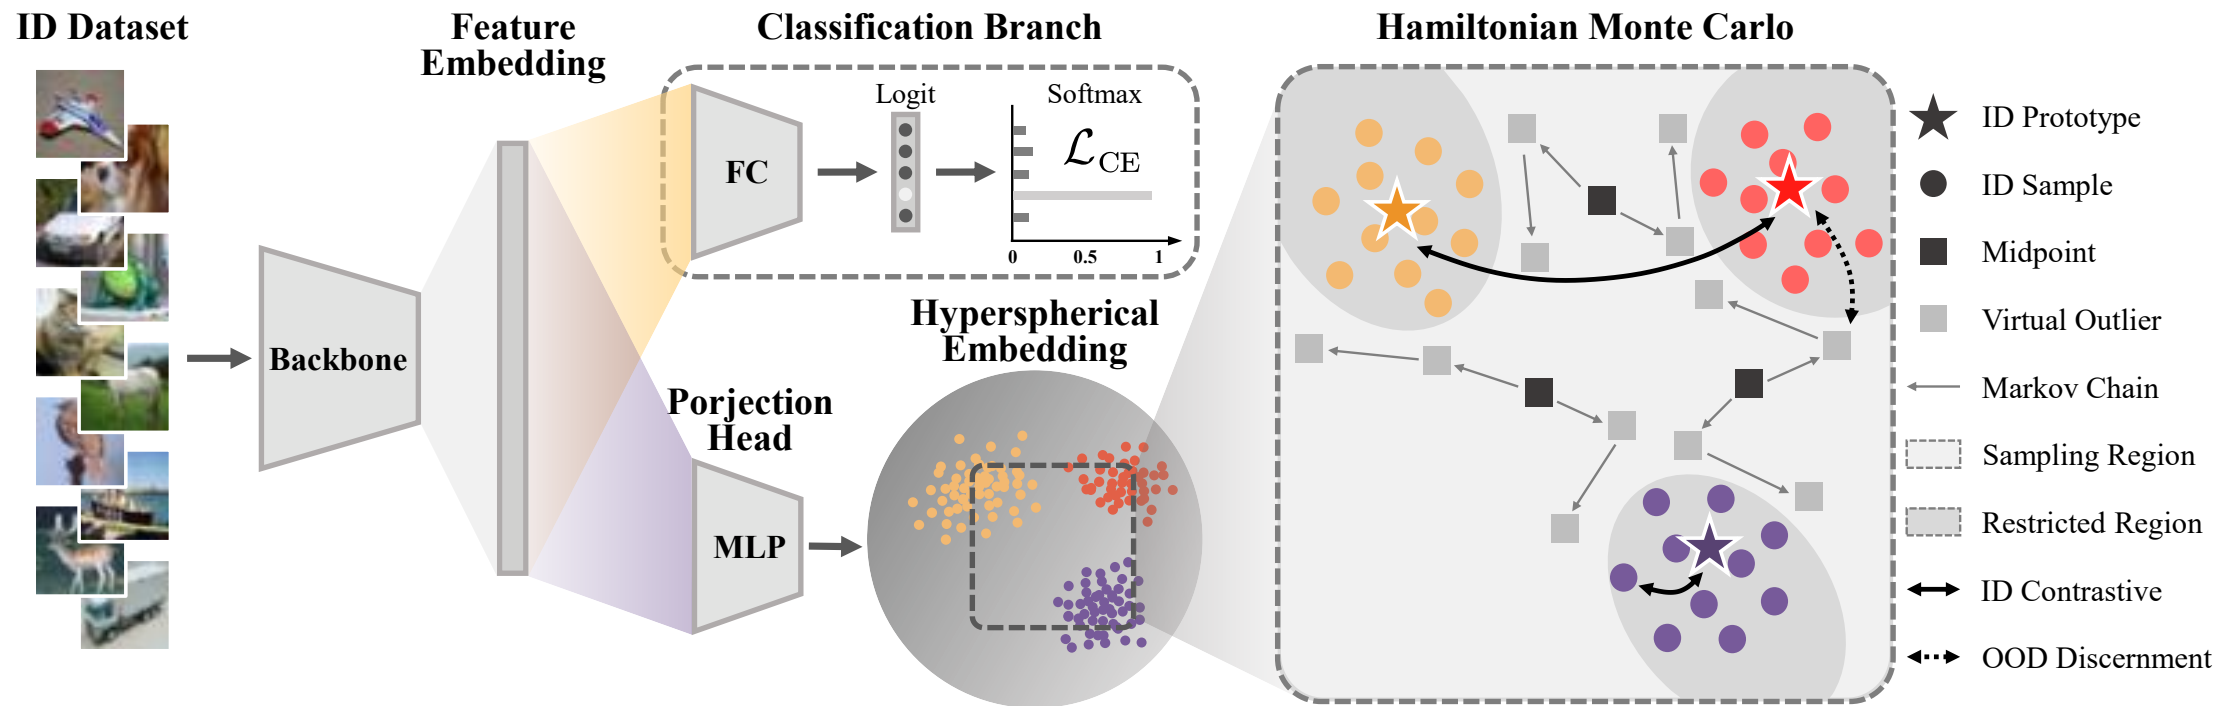 ID Dataset
Feature
Embedding
Classification Branch
Hamiltonian Monte Carlo
Logit
Softmax
FC
ℒCE
0 0.5 1
Backbone
Hyperspherical
Embedding
Porjection
Head
MLP
ID Prototype
ID Sample
Midpoint
Virtual Outlier
Markov Chain
Sampling Region
Restricted Region
ID Contrastive
OOD Discernment